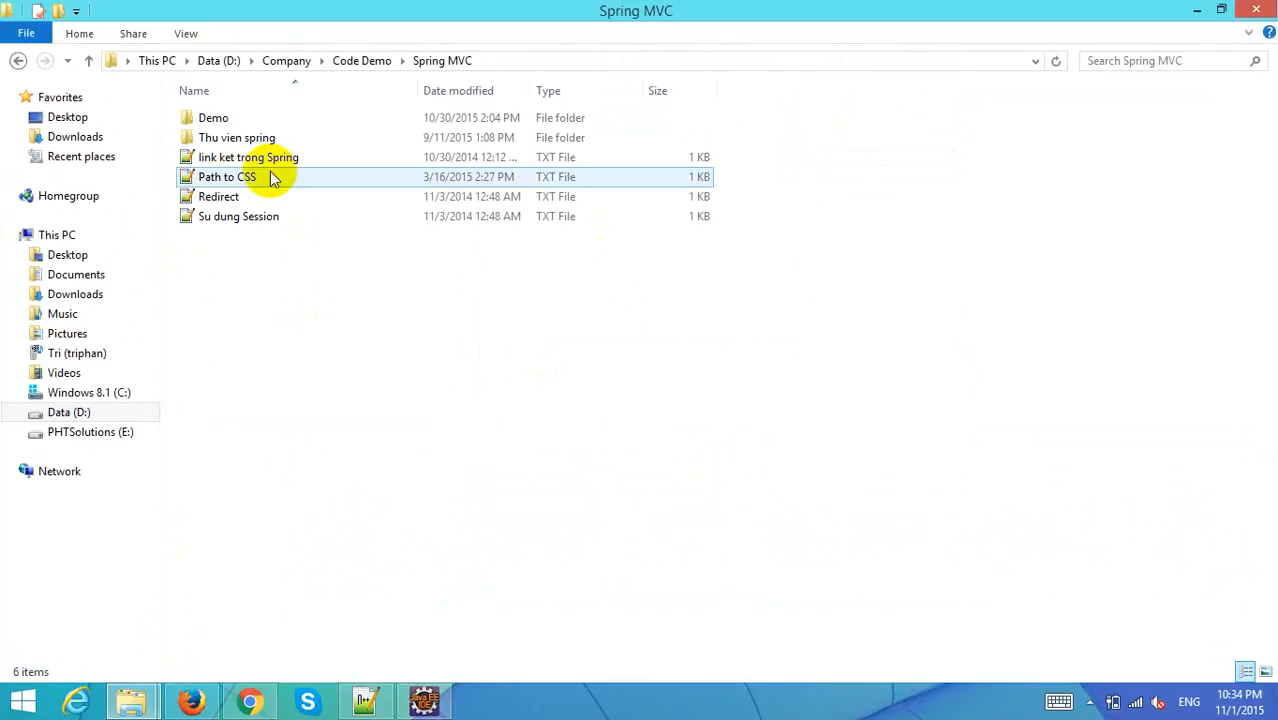 Spring MVC
File Home Share View
This PC Data (D:) Company Code Demo Spring MVC Search Spring MVC
Name Date modified Type Size
Favorites
Desktop
Downloads
Recent places
Homegroup
This PC
Desktop
Documents
Downloads
Music
Pictures
Tri (triphan)
Videos
Windows 8.1 (C:)
Data (D:)
PHTSolutions (E:)
Network
Demo 10/30/2015 2:04 PM File folder
Thu vien spring 9/11/2015 1:08 PM File folder
link ket trong Spring 10/30/2014 12:12 ... TXT File 1 KB
Path to CSS 3/16/2015 2:27 PM TXT File 1 KB
Redirect 11/3/2014 12:48 AM TXT File 1 KB
Su dung Session 11/3/2014 12:48 AM TXT File 1 KB
6 items
Java EE
IDE
ENG
10:34 PM
11/1/2015